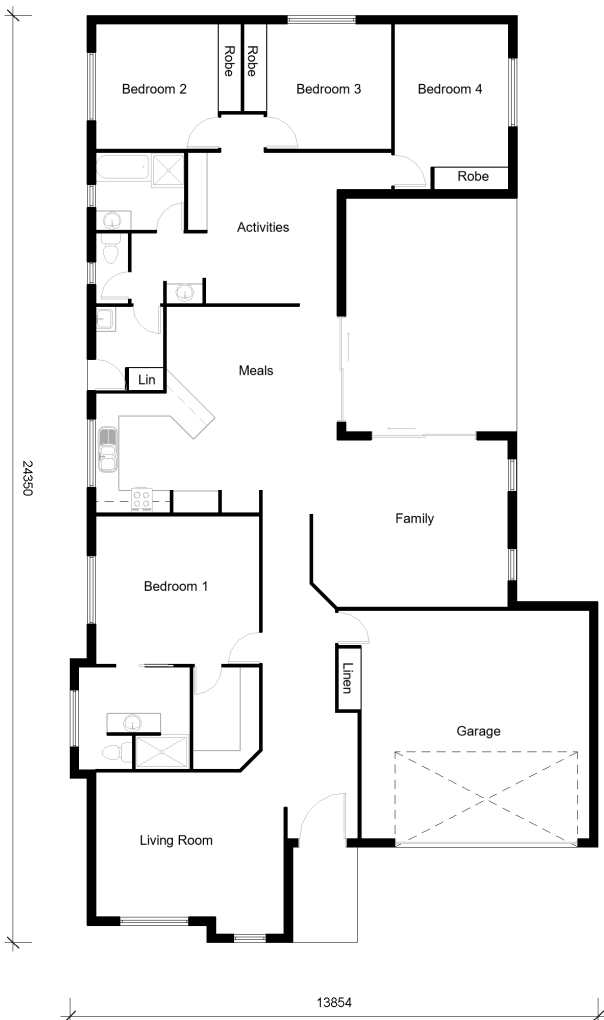 Robe
Robe
Bedroom 2
Bedroom 3
Bedroom 4
Robe
Activities
Meals
Lin
24350
Family
Bedroom 1
Linen
Garage
Living Room
13854